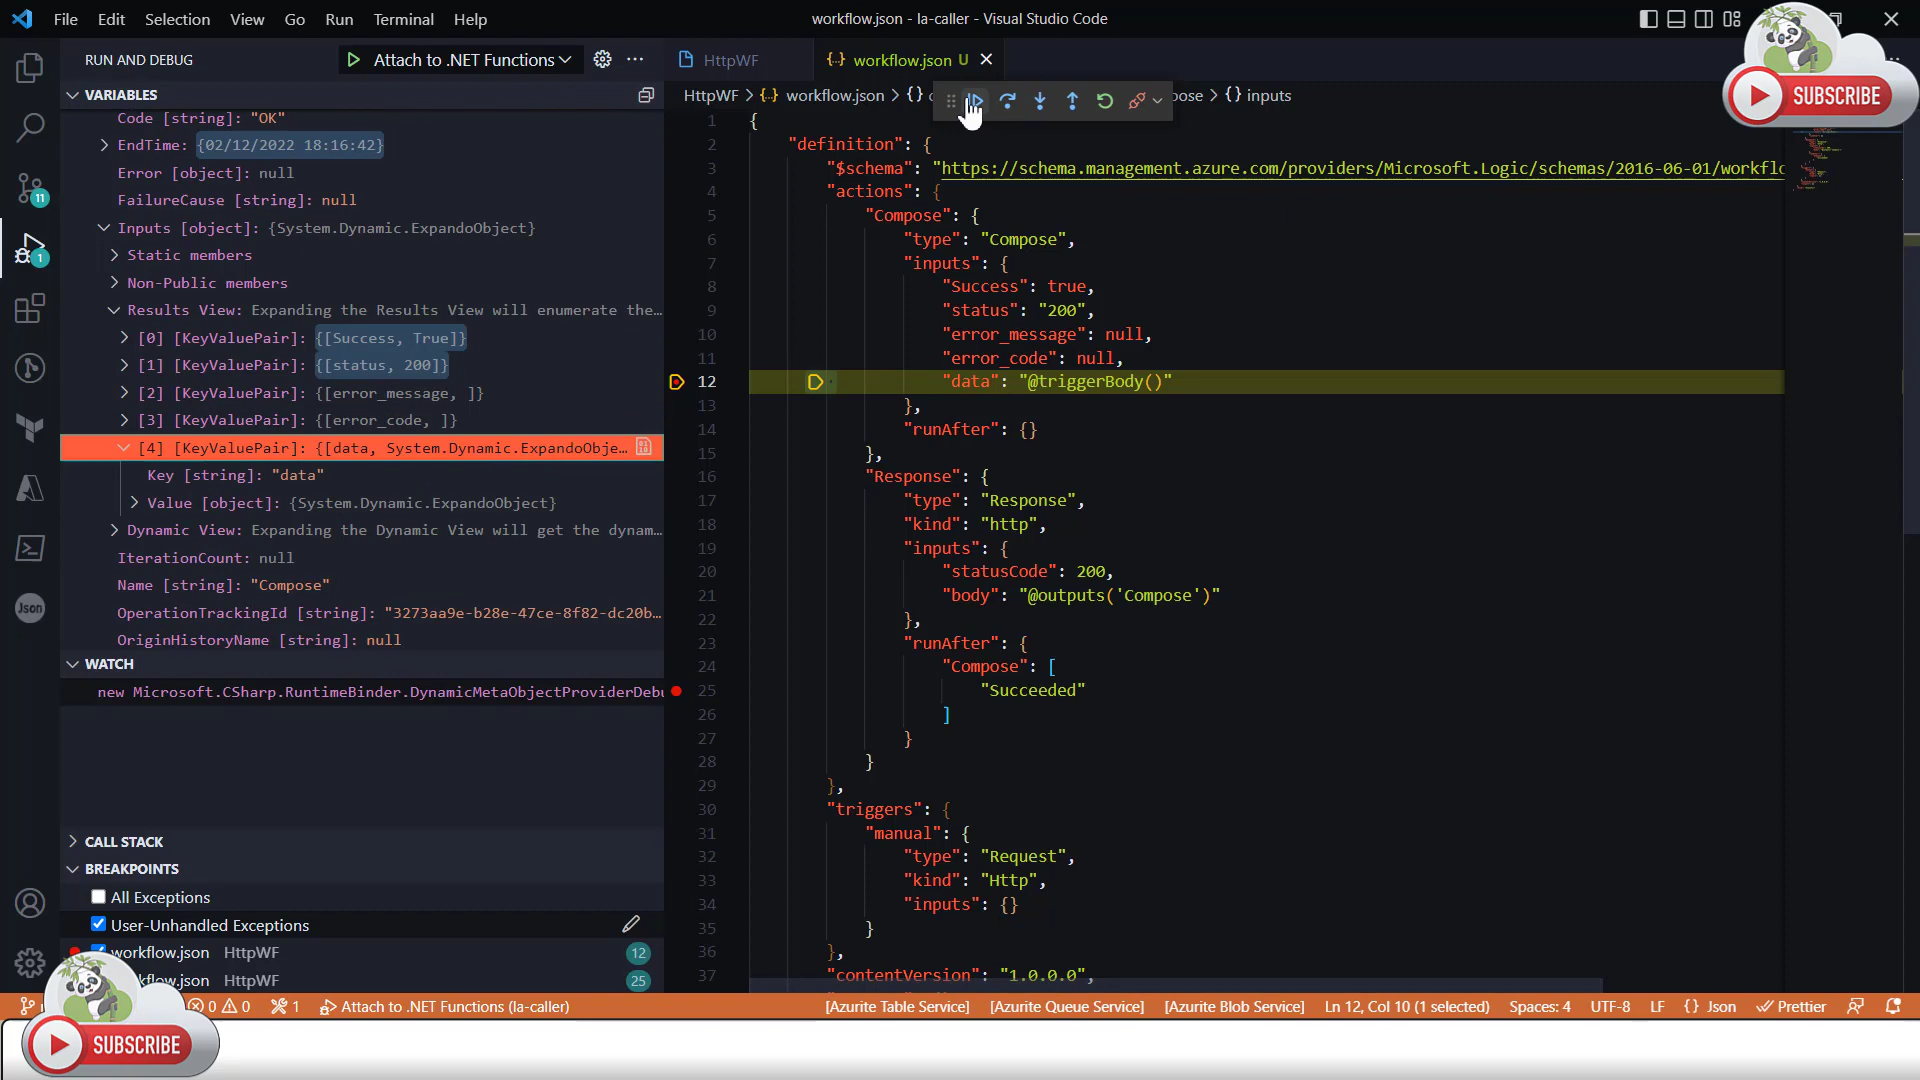 File Edit Selection View Go Run Terminal Help
workflow.json - la-caller - Visual Studio Code
RUN AND DEBUG
Attach to .NET Functions
VARIABLES
Code [string]: "OK"
EndTime: {02/12/2022 18:16:42}
Error [object]: null
FailureCause [string]: null
Inputs [object]: {System.Dynamic.ExpandoObject}
Static members
Non-Public members
Results View: Expanding the Results View will enumerate the…
[0] [KeyValuePair]: {[Success, True]}
[1] [KeyValuePair]: {[status, 200]}
[2] [KeyValuePair]: {[error_message, ]}
[3] [KeyValuePair]: {[error_code, ]}
[4] [KeyValuePair]: {[data, System.Dynamic.ExpandoObje…
Key [string]: "data"
Value [object]: {System.Dynamic.ExpandoObject}
Dynamic View: Expanding the Dynamic View will get the dynam…
IterationCount: null
Name [string]: "Compose"
OperationTrackingId [string]: "3273aa9e-b28e-47ce-8f82-dc20b…
OriginHistoryName [string]: null
WATCH
new Microsoft.CSharp.RuntimeBinder.DynamicMetaObjectProviderDebu
CALL STACK
BREAKPOINTS
All Exceptions
User-Unhandled Exceptions
workflow.json HttpWF 12
kflow.json HttpWF 25
11
1
Json
HttpWF
workflow.json U
HttpWF > workflow.json > {} c
pose > {} inputs
1 {
2 "definition": {
3 "$schema": "https://schema.management.azure.com/providers/Microsoft.Logic/schemas/2016-06-01/workflo
4 "actions": {
5 "Compose": {
6 "type": "Compose",
7 "inputs": {
8 "Success": true,
9 "status": "200",
10 "error_message": null,
11 "error_code": null,
12 "data": "@triggerBody()"
13 },
14 "runAfter": {}
15 },
16 "Response": {
17 "type": "Response",
18 "kind": "http",
19 "inputs": {
20 "statusCode": 200,
21 "body": "@outputs('Compose')"
22 },
23 "runAfter": {
24 "Compose": [
25 "Succeeded"
26 ]
27 }
28 }
29 },
30 "triggers": {
31 "manual": {
32 "type": "Request",
33 "kind": "Http",
34 "inputs": {}
35 }
36 },
37 "contentVersion": "1.0.0.0",
SUBSCRIBE
0 0 1 Attach to .NET Functions (la-caller)
[Azurite Table Service] [Azurite Queue Service] [Azurite Blob Service] Ln 12, Col 10 (1 selected) Spaces: 4 UTF-8 LF {} Json Prettier
SUBSCRIBE